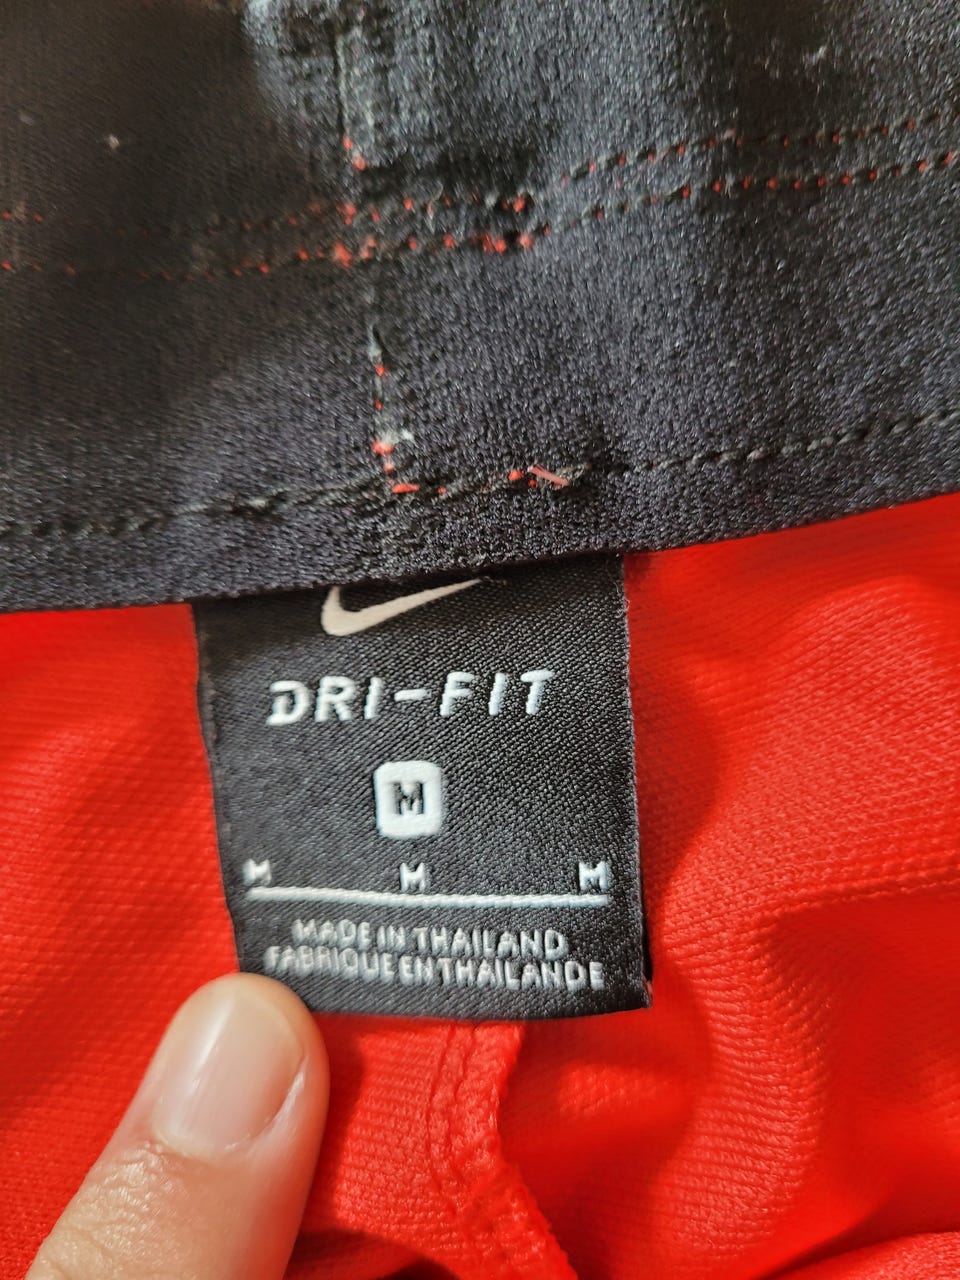 DRI-FIT
M
M M M
MADE IN THAILAND
FABRIQUE EN THAILANDE